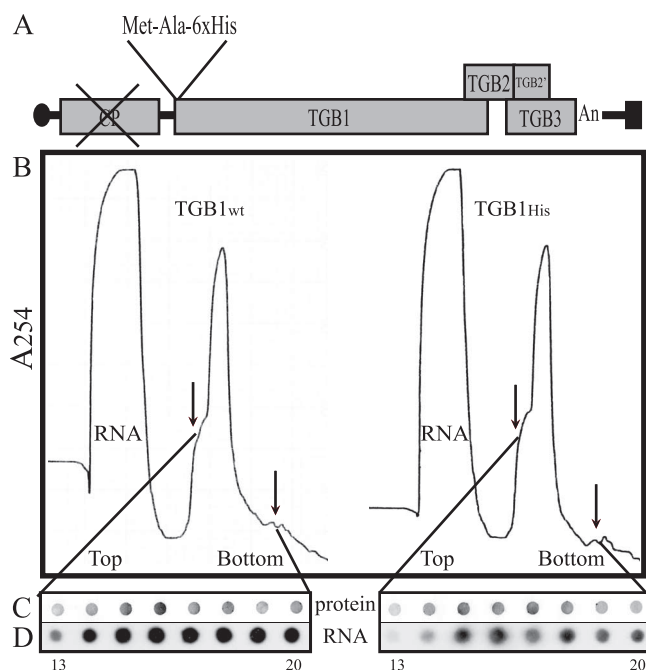 A
Met-Ala-6xHis
CP
TGB1
TGB2
TGB2'
TGB3
An
B
A254
TGB1wt
TGB1His
RNA
RNA
Top
Bottom
Top
Bottom
C
protein
D
RNA
13
20
13
20